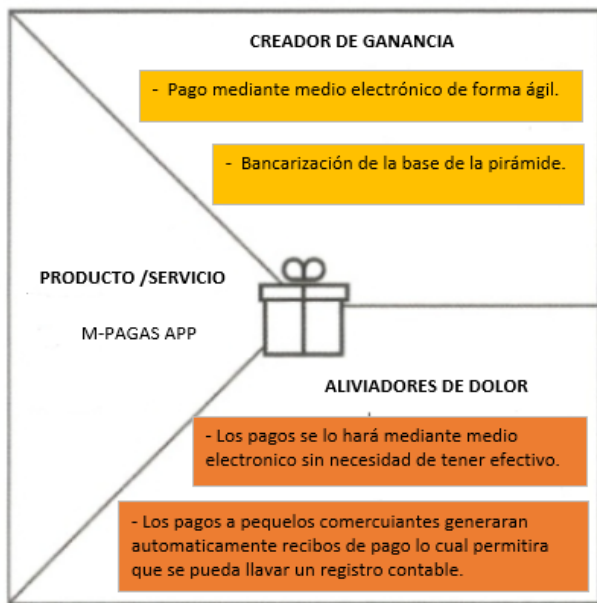 CREADOR DE GANANCIA
- Pago mediante medio electrónico de forma ágil.
- Bancarización de la base de la pirámide.
PRODUCTO /SERVICIO
M-PAGAS APP
ALIVIADORES DE DOLOR
- Los pagos se lo hará mediante medio
electronico sin necesidad de tener efectivo.
- Los pagos a pequelos comercuiantes generaran
automaticamente recibos de pago lo cual permitira
que se pueda llavar un registro contable.